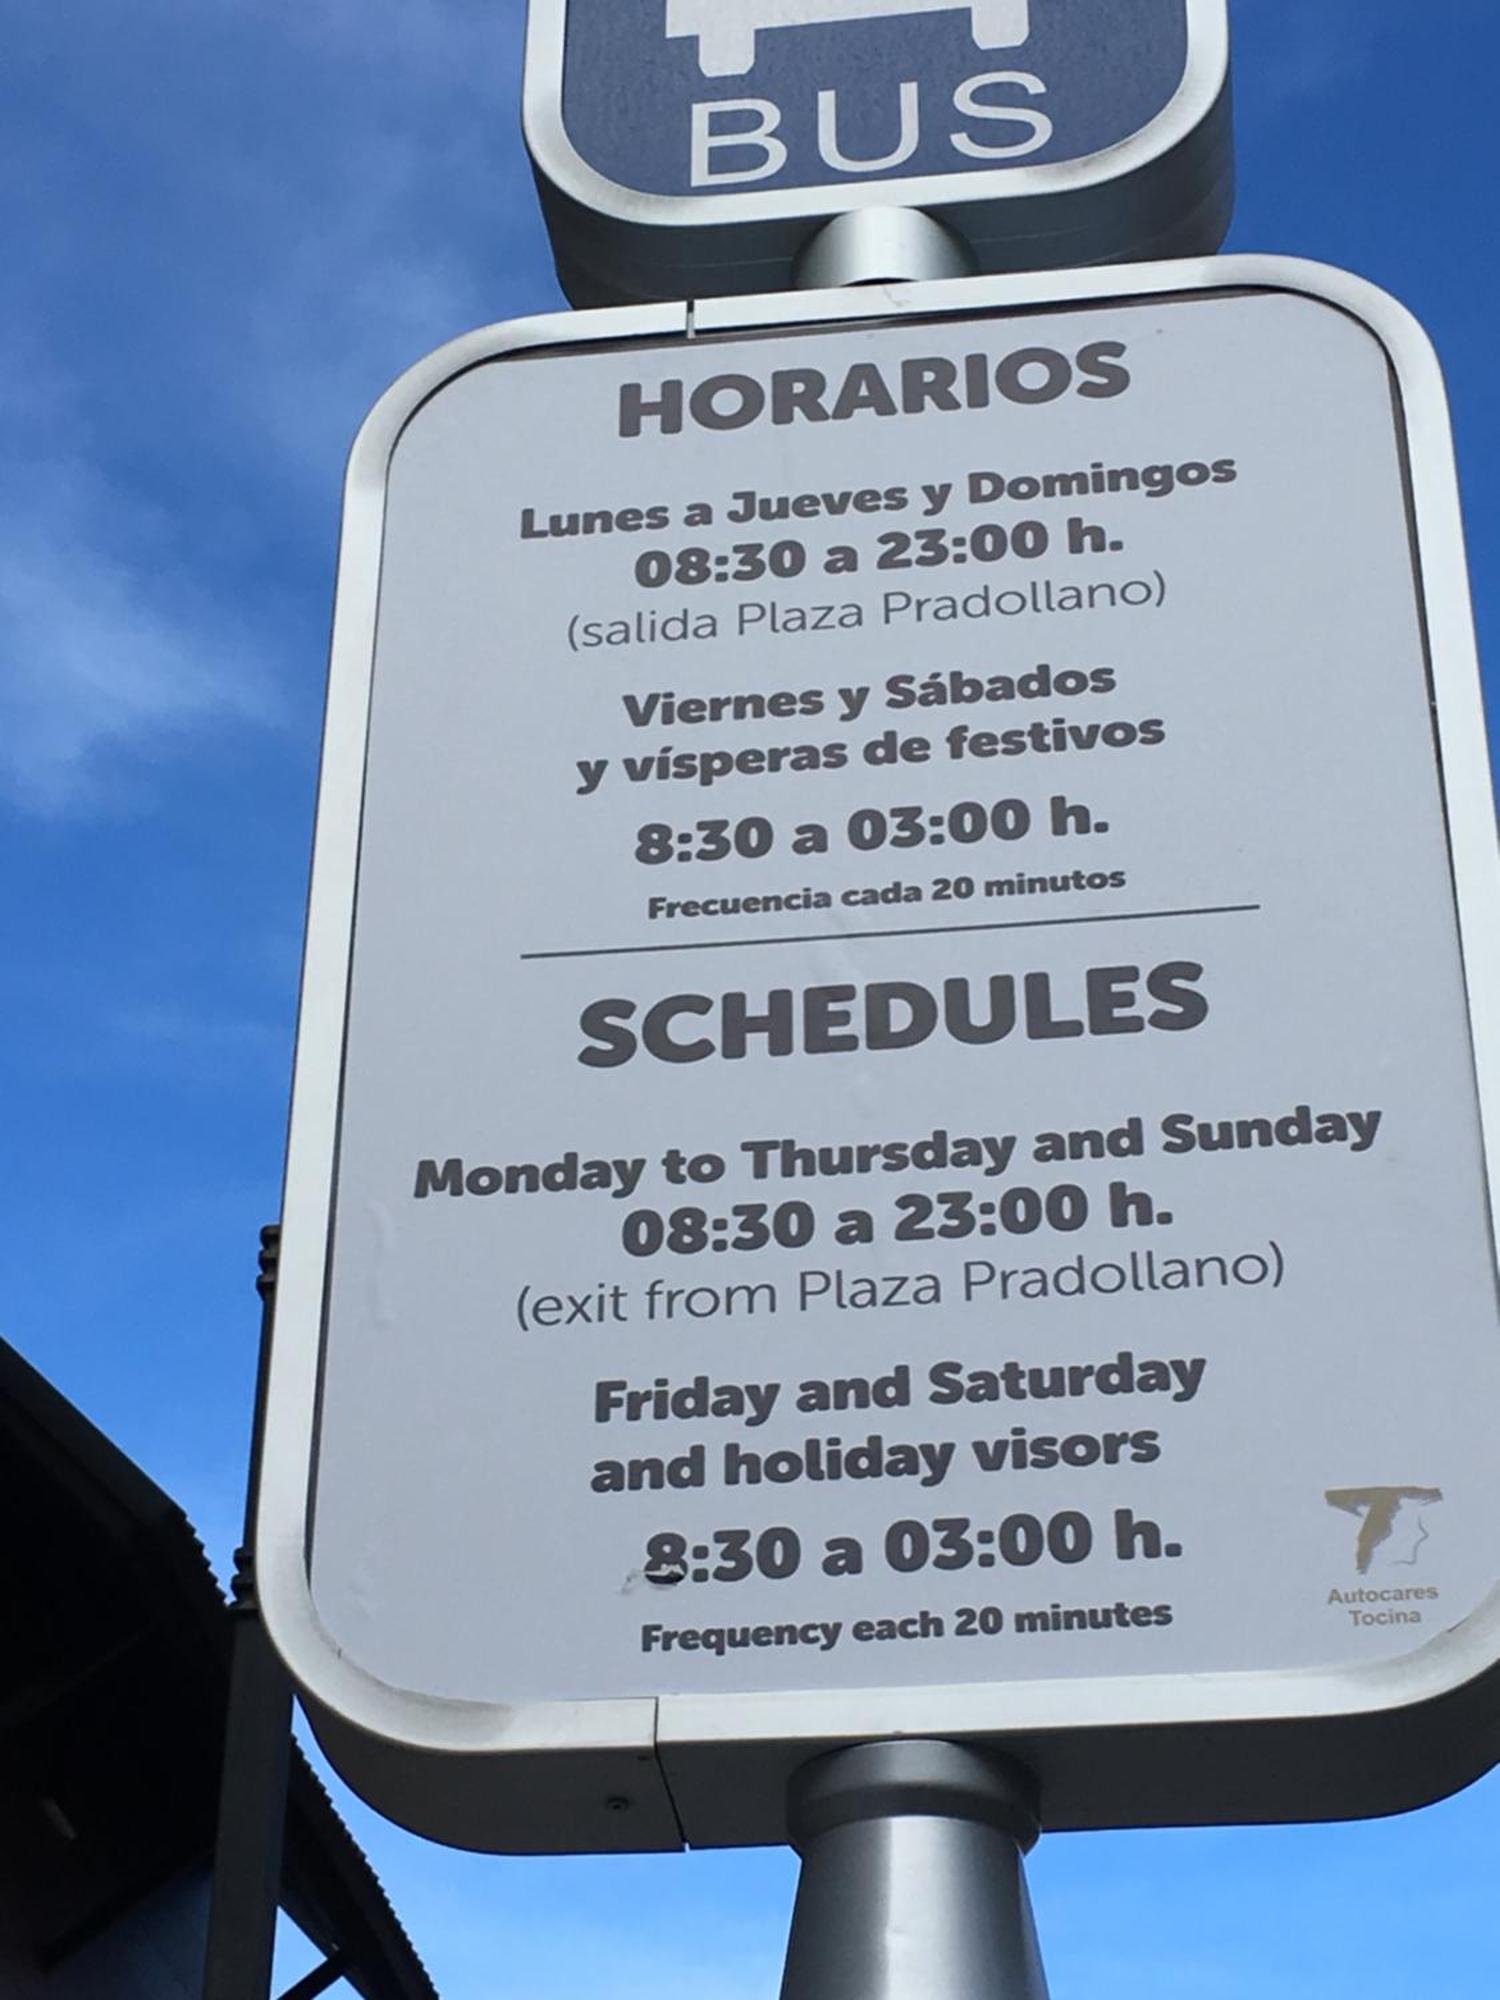 BUS
HORARIOS
Lunes a Jueves y Domingos
08:30 a 23:00 h.
(salida Plaza Pradollano)
Viernes y Sábados
y vísperas de festivos
8:30 a 03:00 h.
Frecuencia cada 20 minutos
SCHEDULES
Monday to Thursday and Sunday
08:30 a 23:00 h.
(exit from Plaza Pradollano)
Friday and Saturday
and holiday visors
8:30 a 03:00 h.
Frequency each 20 minutes
Autocares
Tocina